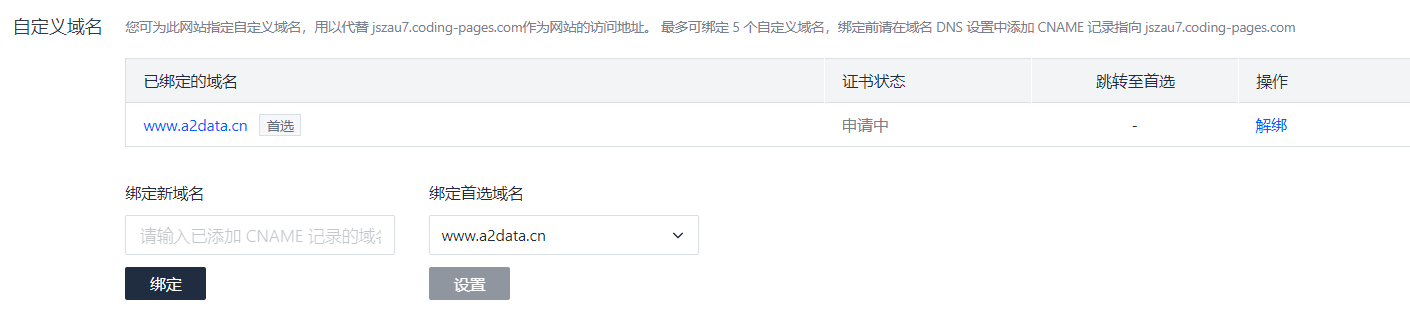 自定义域名 您可为此网站指定自定义域名，用以代替 jszau7.coding-pages.com作为网站的访问地址。 最多可绑定 5 个自定义域名，绑定前请在域名 DNS 设置中添加 CNAME 记录指向 jszau7.coding-pages.com
已绑定的域名 证书状态 跳转至首选 操作
www.a2data.cn 首选 申请中 - 解绑
绑定新域名 绑定首选域名
请输入已添加 CNAME 记录的域名 www.a2data.cn
绑定 设置